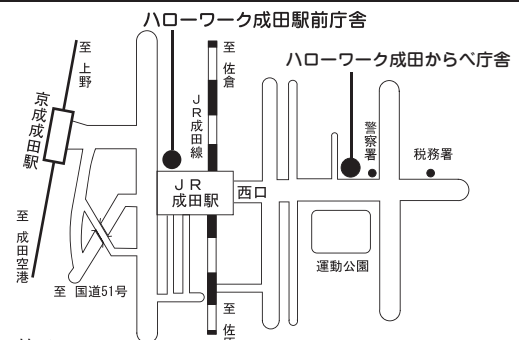 ハローワーク成田駅前庁舎
ハローワーク成田からべ庁舎
至 上野
至 佐倉
京成成田駅
JR成田線
警察署
税務署
JR
成田駅
西口
運動公園
至 成田空港
至 国道51号
至